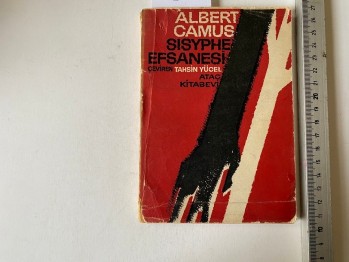 ALBERT
CAMUS
SISYPHE
EFSANESİ
ÇEVİREN TAHSİN YÜCEL
ATAÇ
KİTABEVİ